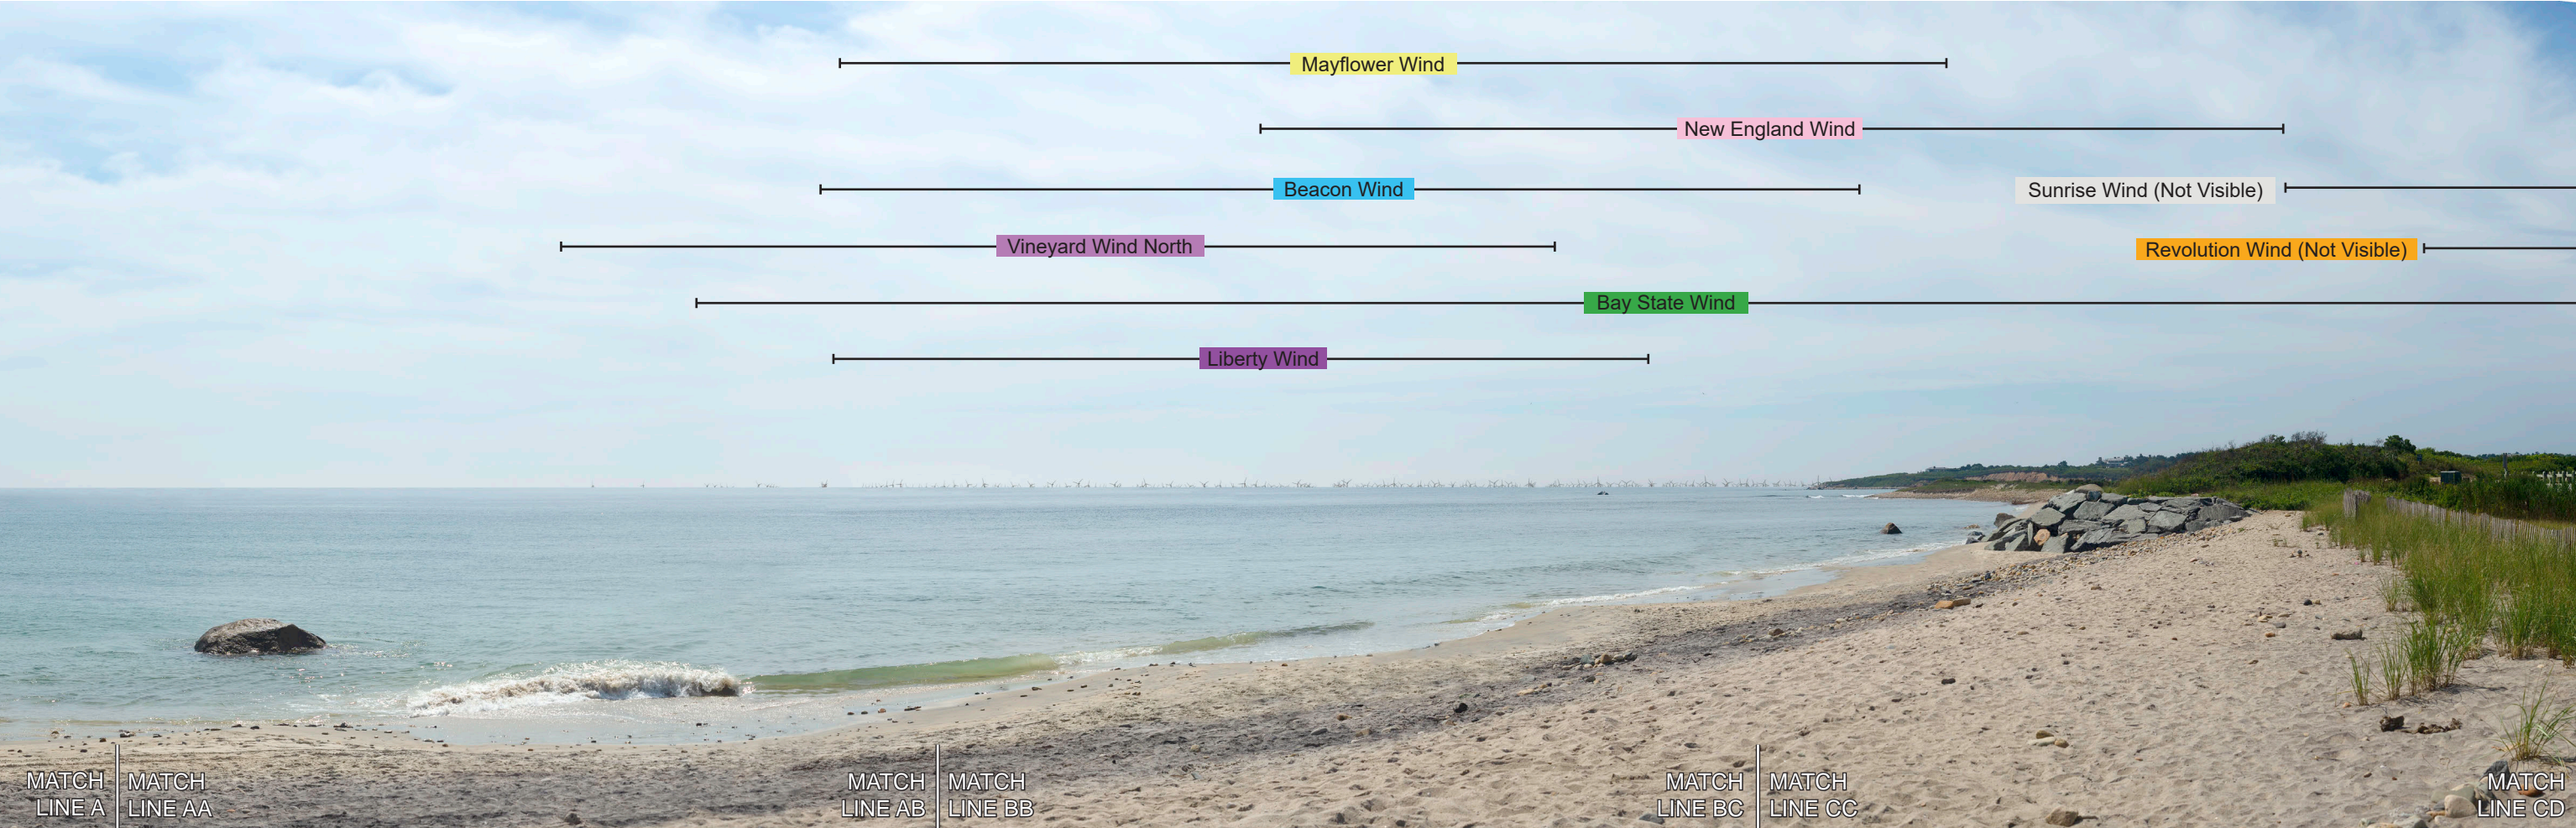 Mayflower Wind
New England Wind
Beacon Wind
Sunrise Wind (Not Visible)
Vineyard Wind North
Revolution Wind (Not Visible)
Bay State Wind
Liberty Wind
MATCH
LINE A
MATCH
LINE AA
MATCH
LINE AB
MATCH
LINE BB
MATCH
LINE BC
MATCH
LINE CC
MATCH
LINE CD